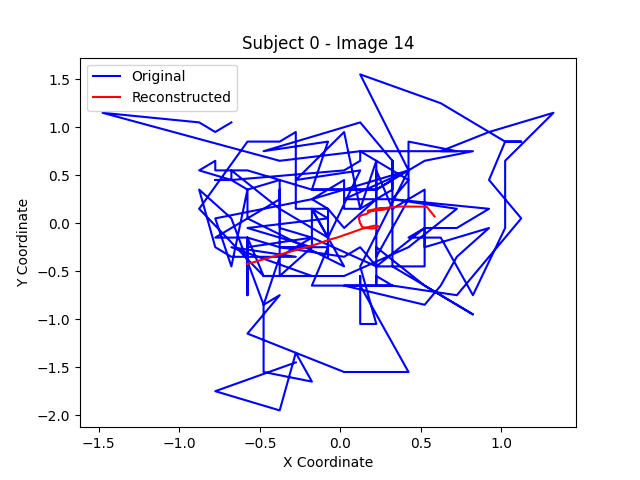 Subject 0 - Image 14
Original
Reconstructed
1.5
1.0
0.5
0.0
−0.5
−1.0
−1.5
−2.0
Y Coordinate
−1.5 −1.0 −0.5 0.0 0.5 1.0
X Coordinate